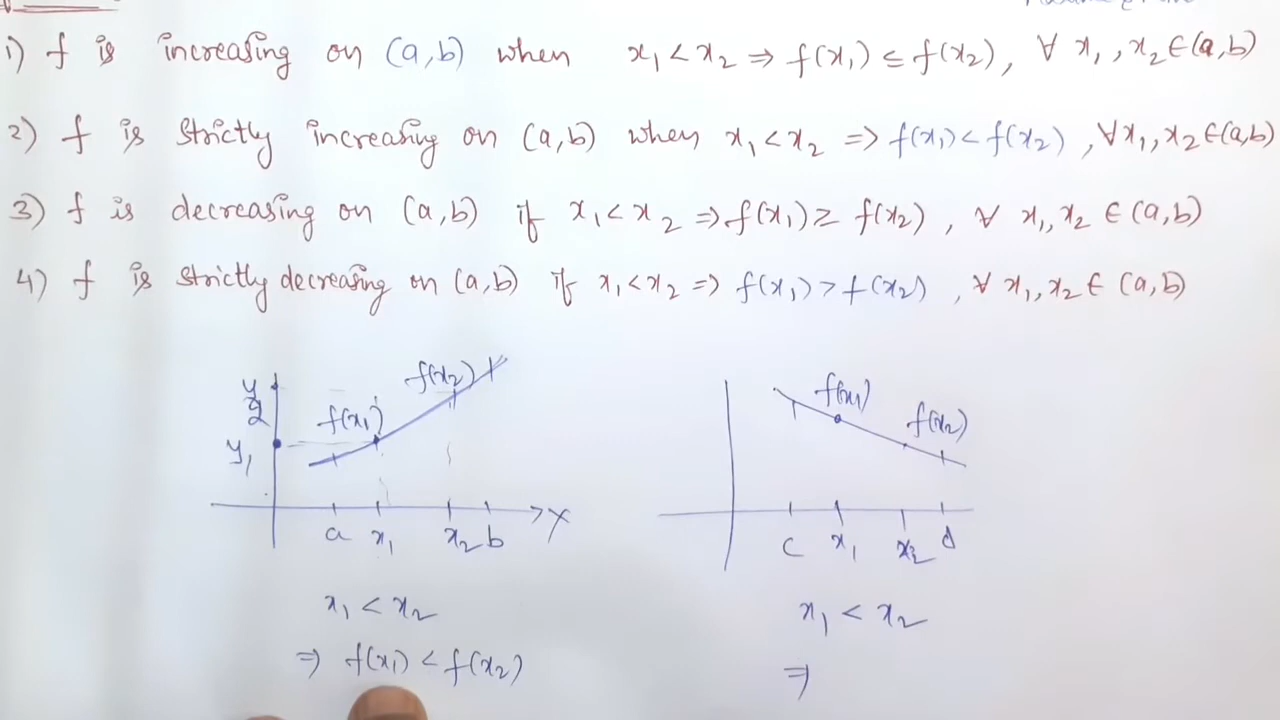 1) f is increasing on (a,b) when x₁ < x₂ ⇒ f(x₁) ≤ f(x₂), ∀ x₁, x₂ ∈ (a,b)
2) f is strictly increasing on (a,b) when x₁ < x₂ ⇒ f(x₁) < f(x₂), ∀ x₁, x₂ ∈ (a,b)
3) f is decreasing on (a,b) if x₁ < x₂ ⇒ f(x₁) ≥ f(x₂), ∀ x₁, x₂ ∈ (a,b)
4) f is strictly decreasing on (a,b) if x₁ < x₂ ⇒ f(x₁) > f(x₂), ∀ x₁, x₂ ∈ (a,b)
f(x₂)
f(x₁)
y₁
a x₁ x₂ b X
x₁ < x₂
⇒ f(x₁) < f(x₂)
f(x₁)
f(x₂)
c x₁ x₂ d
x₁ < x₂
⇒